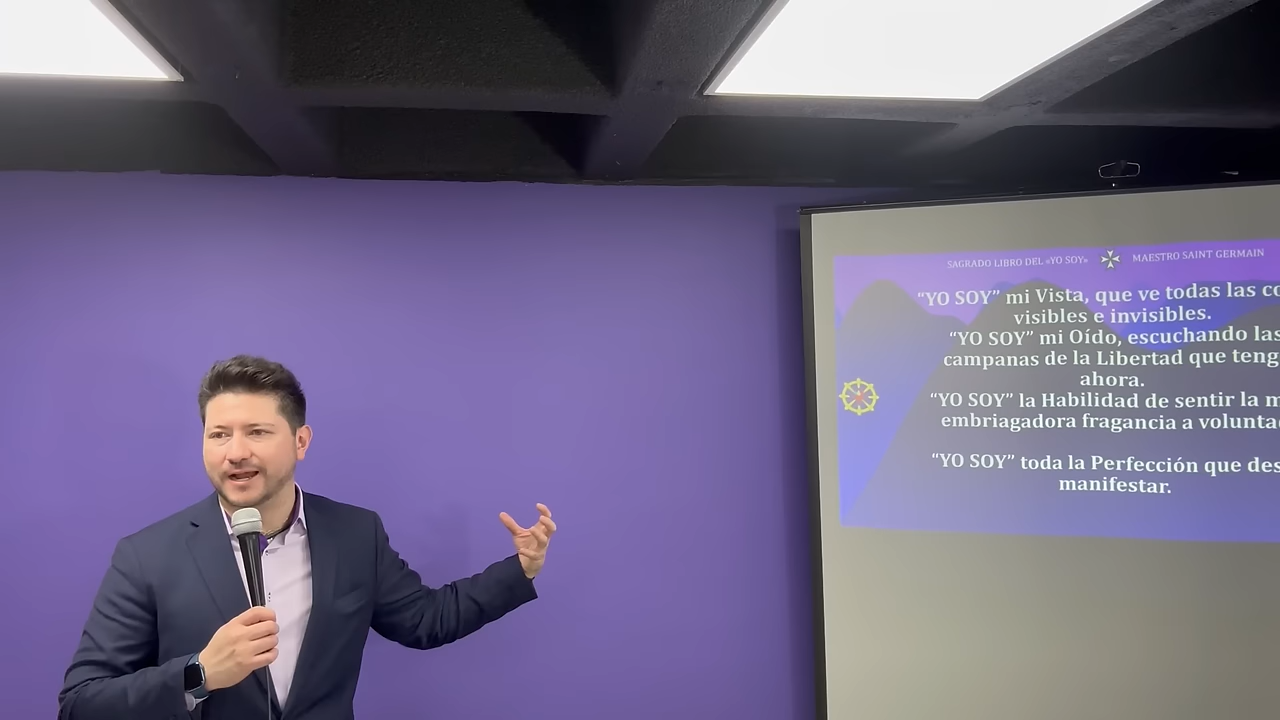 SAGRADO LIBRO DEL «YO SOY» MAESTRO SAINT GERMAIN
“YO SOY” mi Vista, que ve todas las
visibles e invisibles.
“YO SOY” mi Oído, escuchando las
campanas de la Libertad que
ahora.
“YO SOY” la Habilidad de sentir la
embriagadora fragancia a
“YO SOY” toda la Perfección que
manifestar.